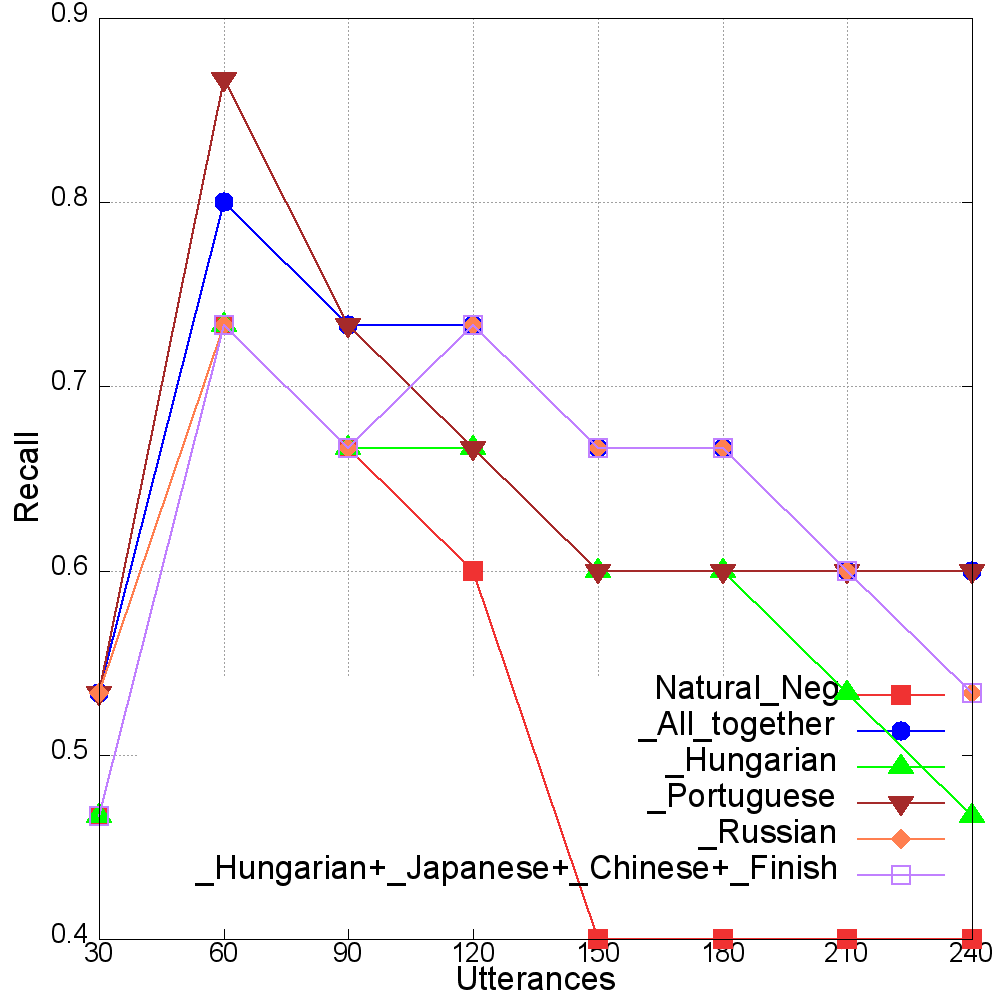 0.9
0.8
0.7
0.6
0.5
0.4
Recall
30 60 90 120 150 180 210 240
Utterances
Natural_Neg
_All_together
_Hungarian
_Portuguese
_Russian
_Hungarian+_Japanese+_Chinese+_Finish